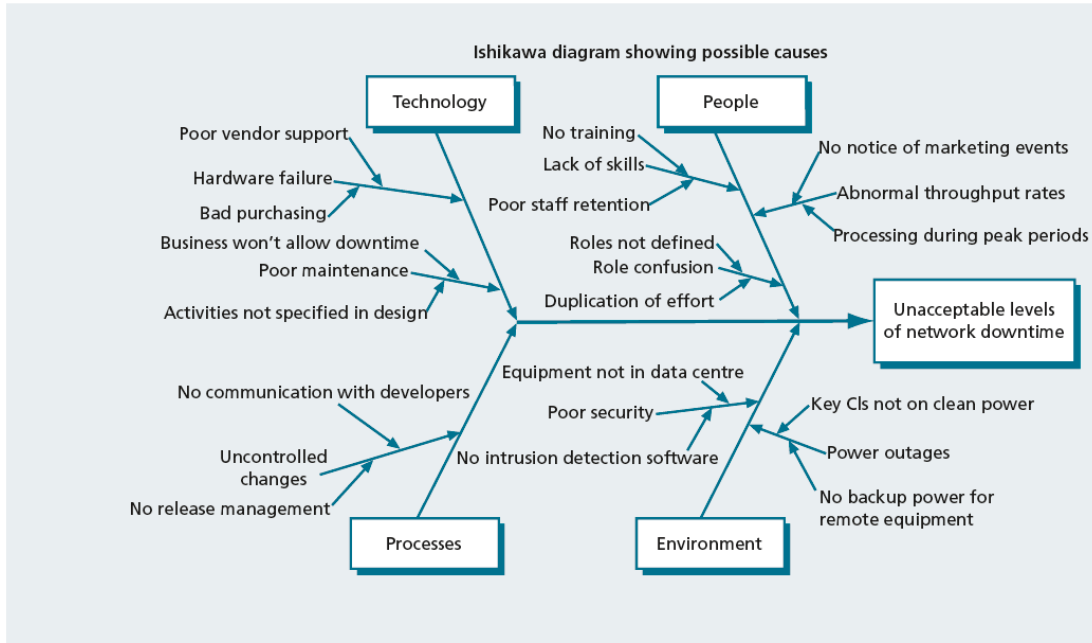 Ishikawa diagram showing possible causes
Technology
People
Poor vendor support
Hardware failure
Bad purchasing
Business won't allow downtime
Poor maintenance
Activities not specified in design
No training
Lack of skills
Poor staff retention
Roles not defined
Role confusion
Duplication of effort
No notice of marketing events
Abnormal throughput rates
Processing during peak periods
Unacceptable levels
of network downtime
No communication with developers
Uncontrolled
changes
No release management
Equipment not in data centre
Poor security
No intrusion detection software
Key CIs not on clean power
Power outages
No backup power for
remote equipment
Processes
Environment